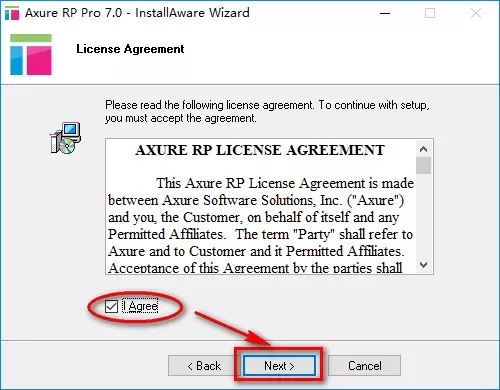 Axure RP Pro 7.0 - InstallAware Wizard
License Agreement
Please read the following license agreement. To continue with setup,
you must accept the agreement.
AXURE RP LICENSE AGREEMENT
This Axure RP License Agreement is made
between Axure Software Solutions, Inc. ("Axure")
and you, the Customer, on behalf of itself and any
Permitted Affiliates. The term "Party" shall refer to
Axure and to Customer and it Permitted Affiliates.
Acceptance of this Agreement by the parties shall
I Agree
< Back
Next >
Cancel